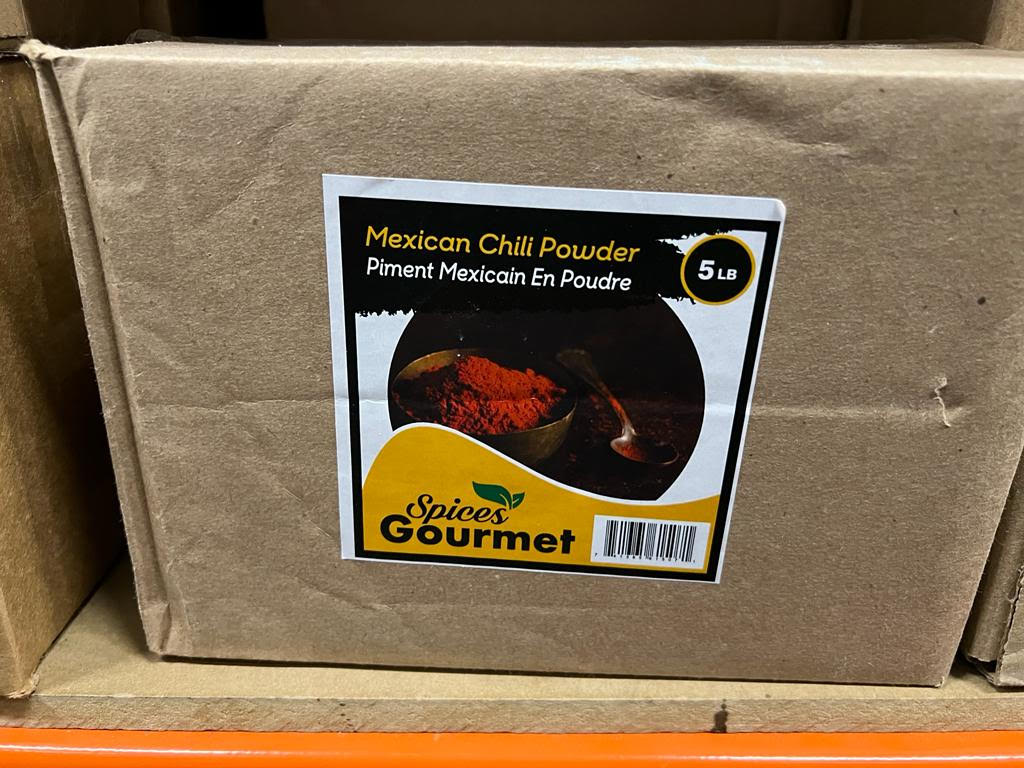 Mexican Chili Powder
Piment Mexicain En Poudre
5 LB
Spices
Gourmet